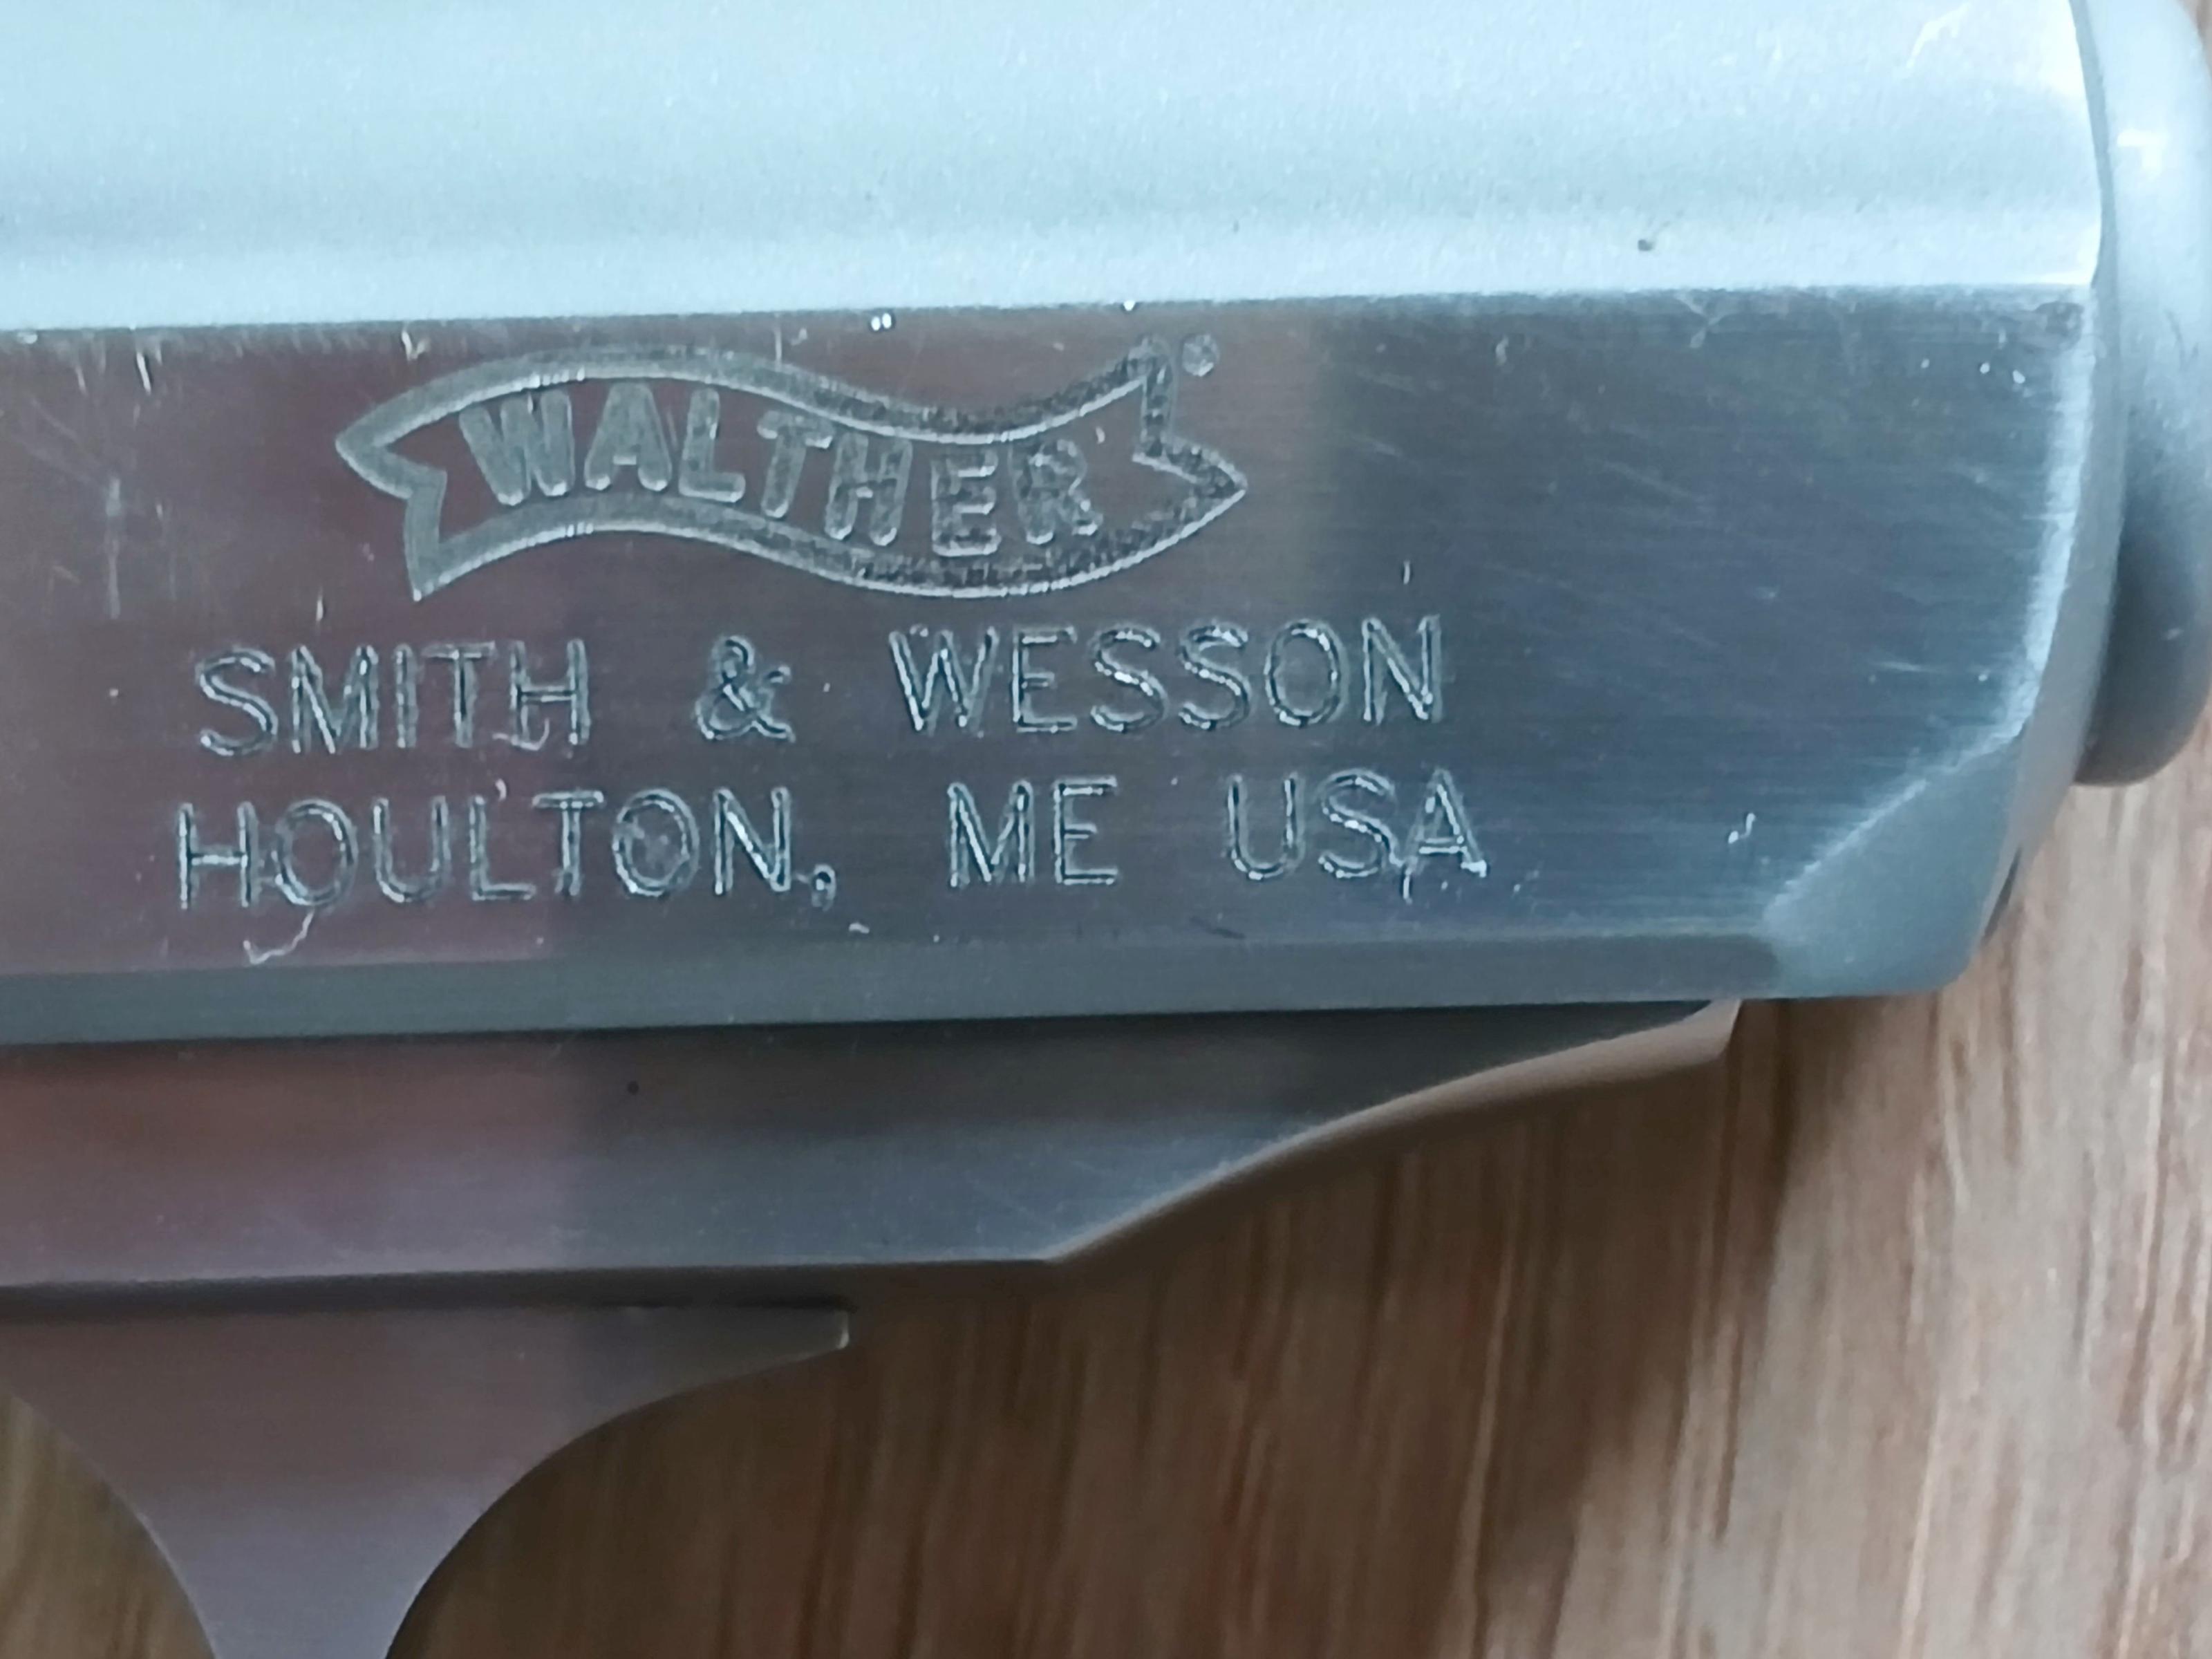 WALTHER
SMITH & WESSON
HOULTON, ME USA